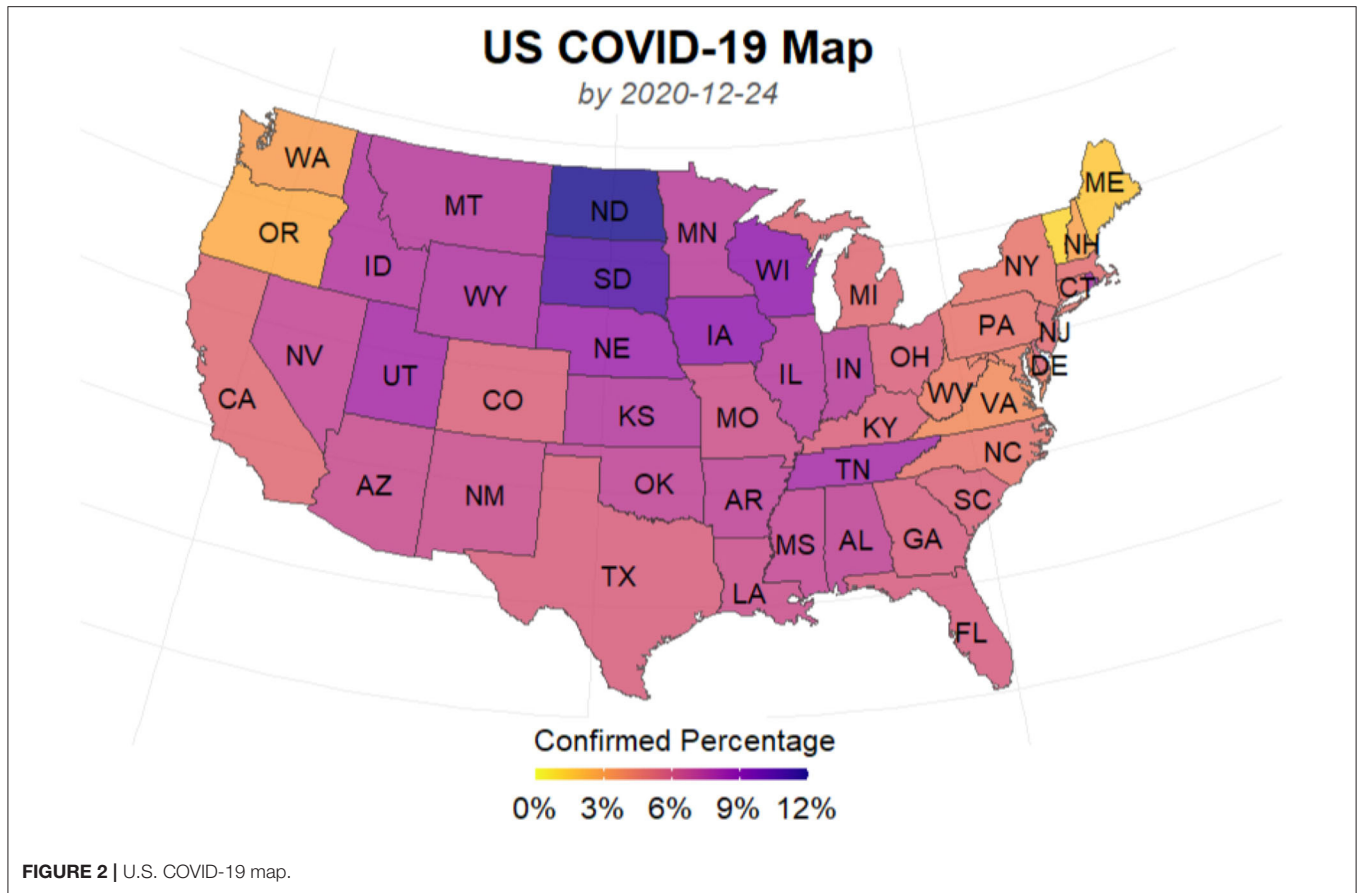 US COVID-19 Map
by 2020-12-24
WA
ME
MT
ND
OR
MN
NH
ID
SD
WI
NY
WY
CT
MI
PA
NV
NE
IA
NJ
UT
IL
IN
OH
DE
CA
CO
WV
VA
KS
MO
KY
NC
AZ
NM
OK
TN
AR
SC
MS
AL
GA
TX
LA
FL
Confirmed Percentage
0% 3% 6% 9% 12%
FIGURE 2 | U.S. COVID-19 map.